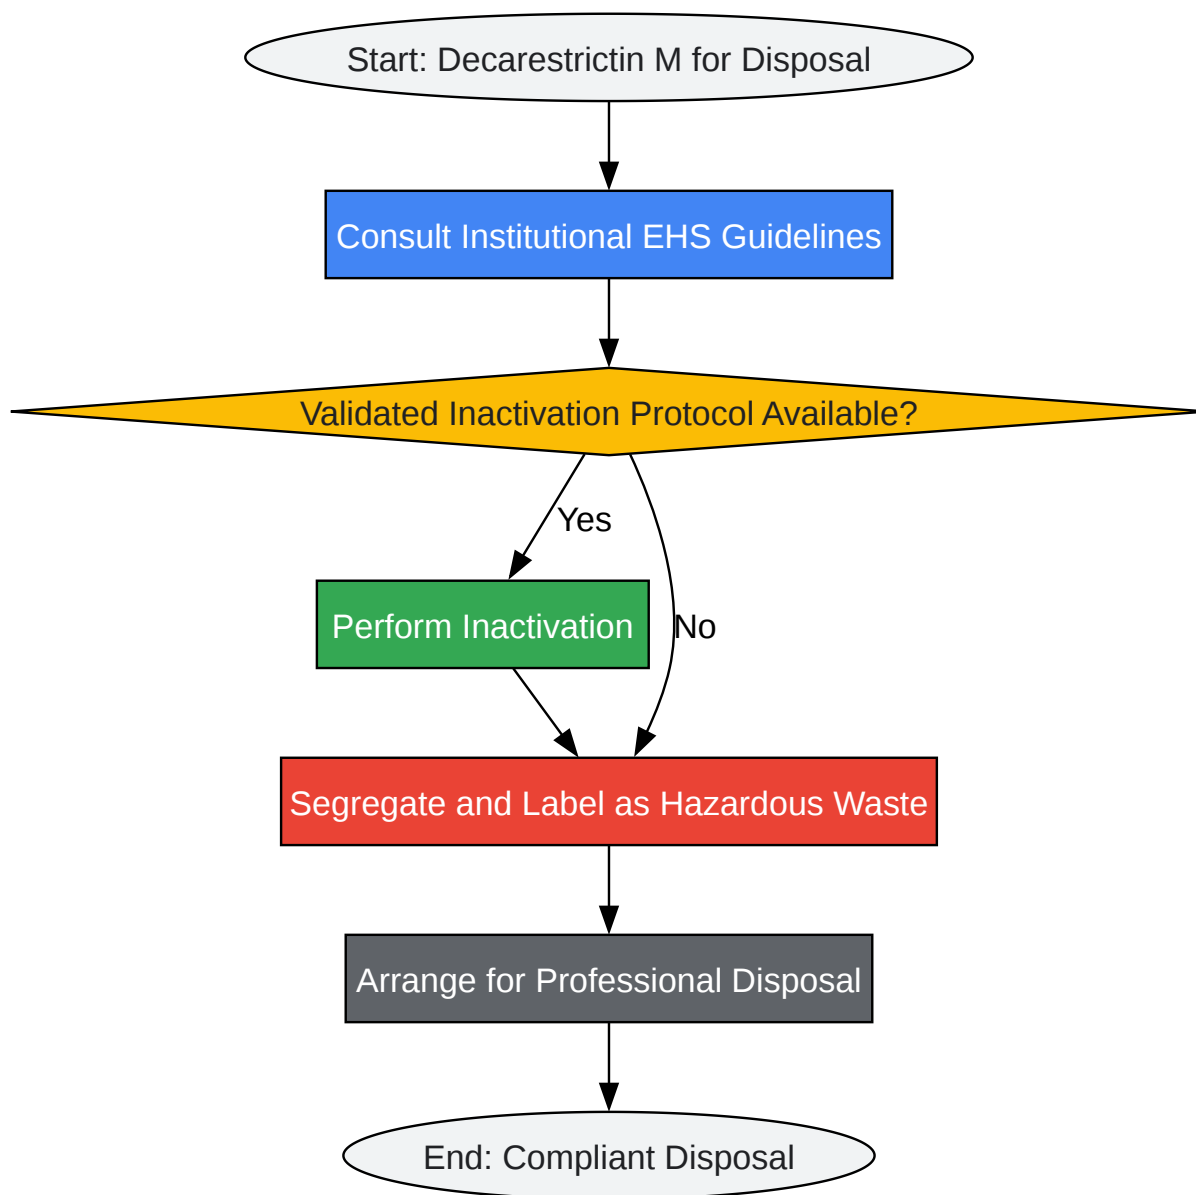 Start: Decarestrictin M for Disposal
Consult Institutional EHS Guidelines
Validated Inactivation Protocol Available?
Yes
Perform Inactivation
No
Segregate and Label as Hazardous Waste
Arrange for Professional Disposal
End: Compliant Disposal